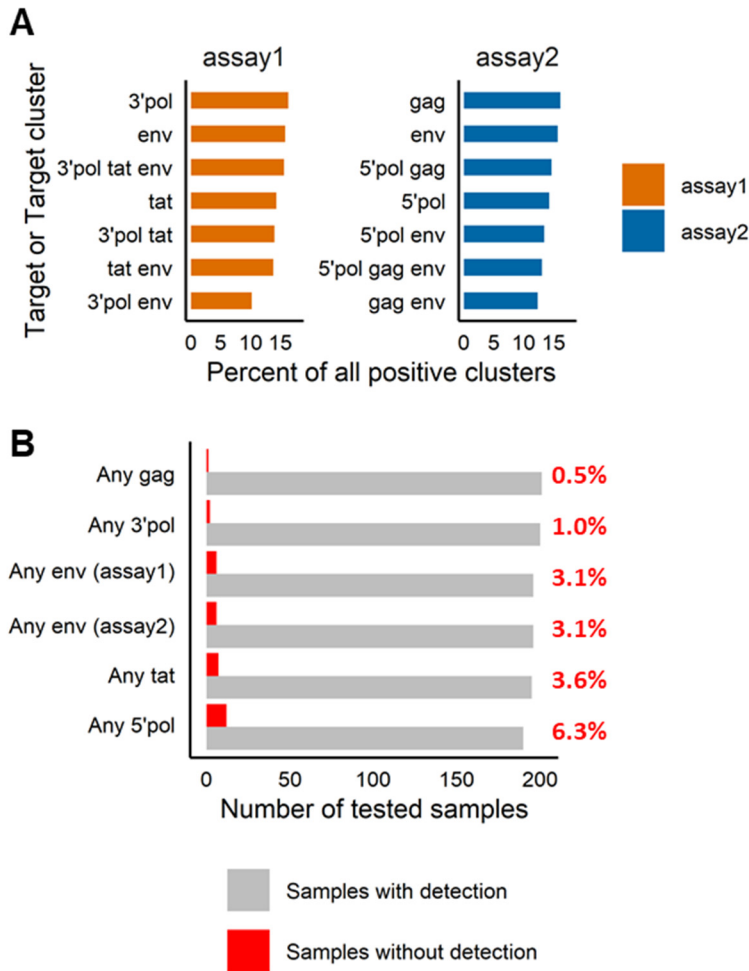 A
assay1
assay2
Target or Target cluster
3'pol
env
3'pol tat env
tat
3'pol tat
tat env
3'pol env
gag
env
5'pol gag
5'pol
5'pol env
5'pol gag env
gag env
assay1
assay2
0 5 10 15
0 5 10 15
Percent of all positive clusters
B
Any gag
0.5%
Any 3'pol
1.0%
Any env (assay1)
3.1%
Any env (assay2)
3.1%
Any tat
3.6%
Any 5'pol
6.3%
0 50 100 150 200
Number of tested samples
Samples with detection
Samples without detection